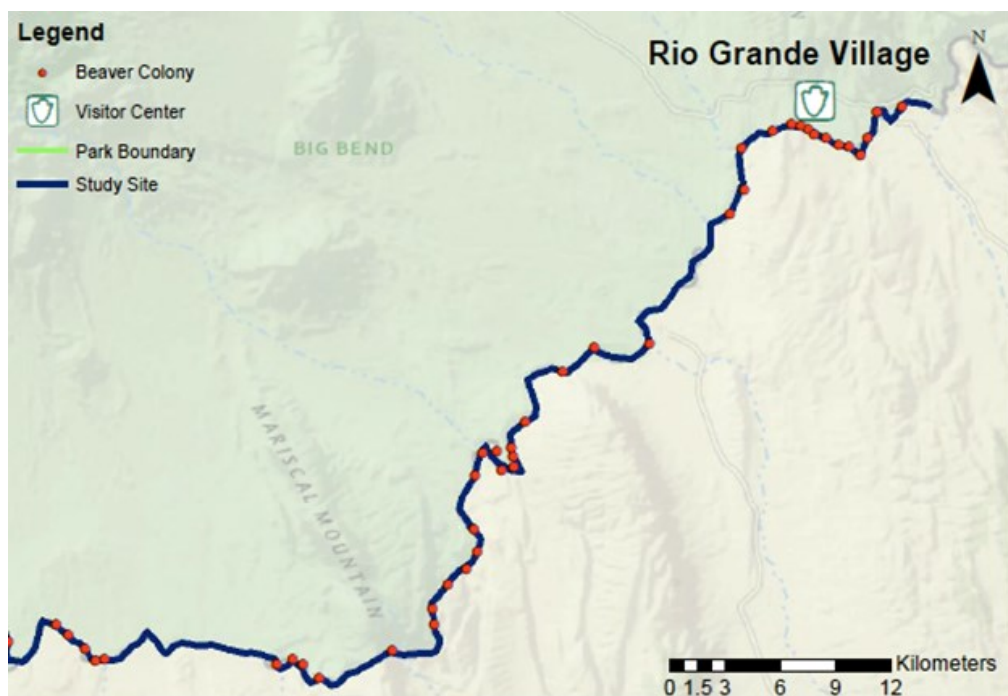 Legend
Beaver Colony
Visitor Center
Park Boundary
Study Site
Rio Grande Village
N
BIG BEND
MARISCAL MOUNTAIN
Kilometers
0 1.5 3 6 9 12